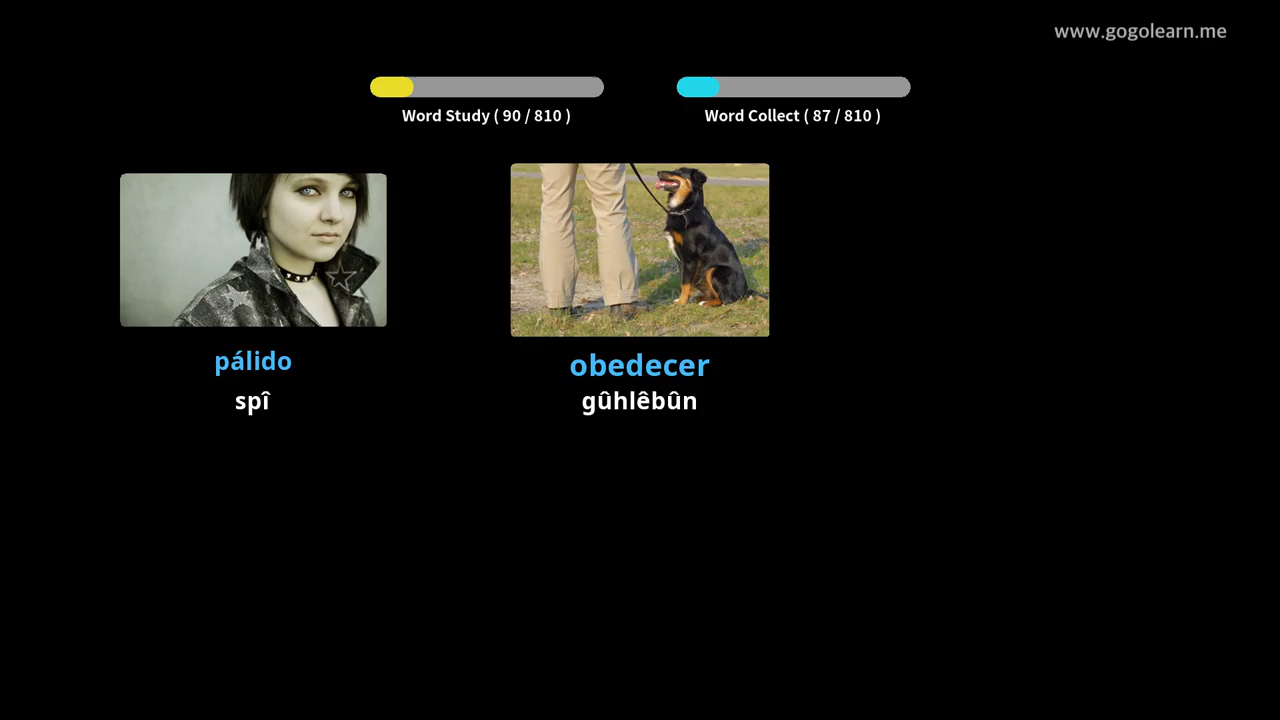 www.gogolearn.me
Word Study ( 90 / 810 )
Word Collect ( 87 / 810 )
pálido
spî
obedecer
gûhlêbûn